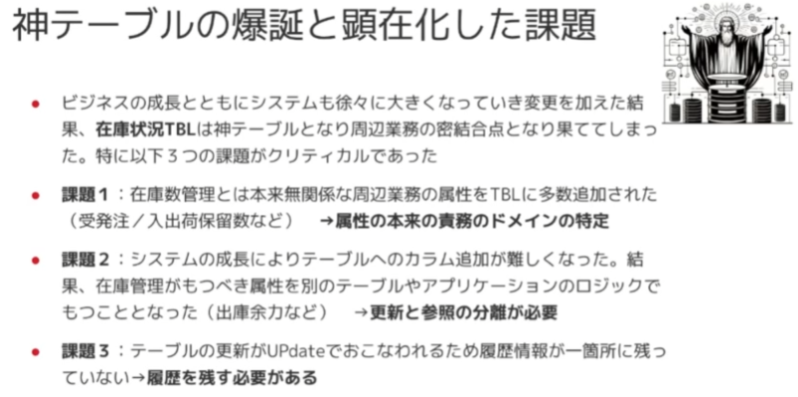 神テーブルの爆誕と顕在化した課題
● ビジネスの成長とともにシステムも徐々に大きくなっていき変更を加えた結
果、在庫状況TBLは神テーブルとなり周辺業務の密結合点となり果ててしまっ
た。特に以下３つの課題がクリティカルであった
● 課題１：在庫数管理とは本来無関係な周辺業務の属性をTBLに多数追加された
（受発注／入出荷保留数など）　→属性の本来の責務のドメインの特定
● 課題２：システムの成長によりテーブルへのカラム追加が難しくなった。結
果、在庫管理がもつべき属性を別のテーブルやアプリケーションのロジックで
もつこととなった（出庫余力など）　→更新と参照の分離が必要
● 課題３：テーブルの更新がUPdateでおこなわれるため履歴情報が一箇所に残っ
ていない→履歴を残す必要がある